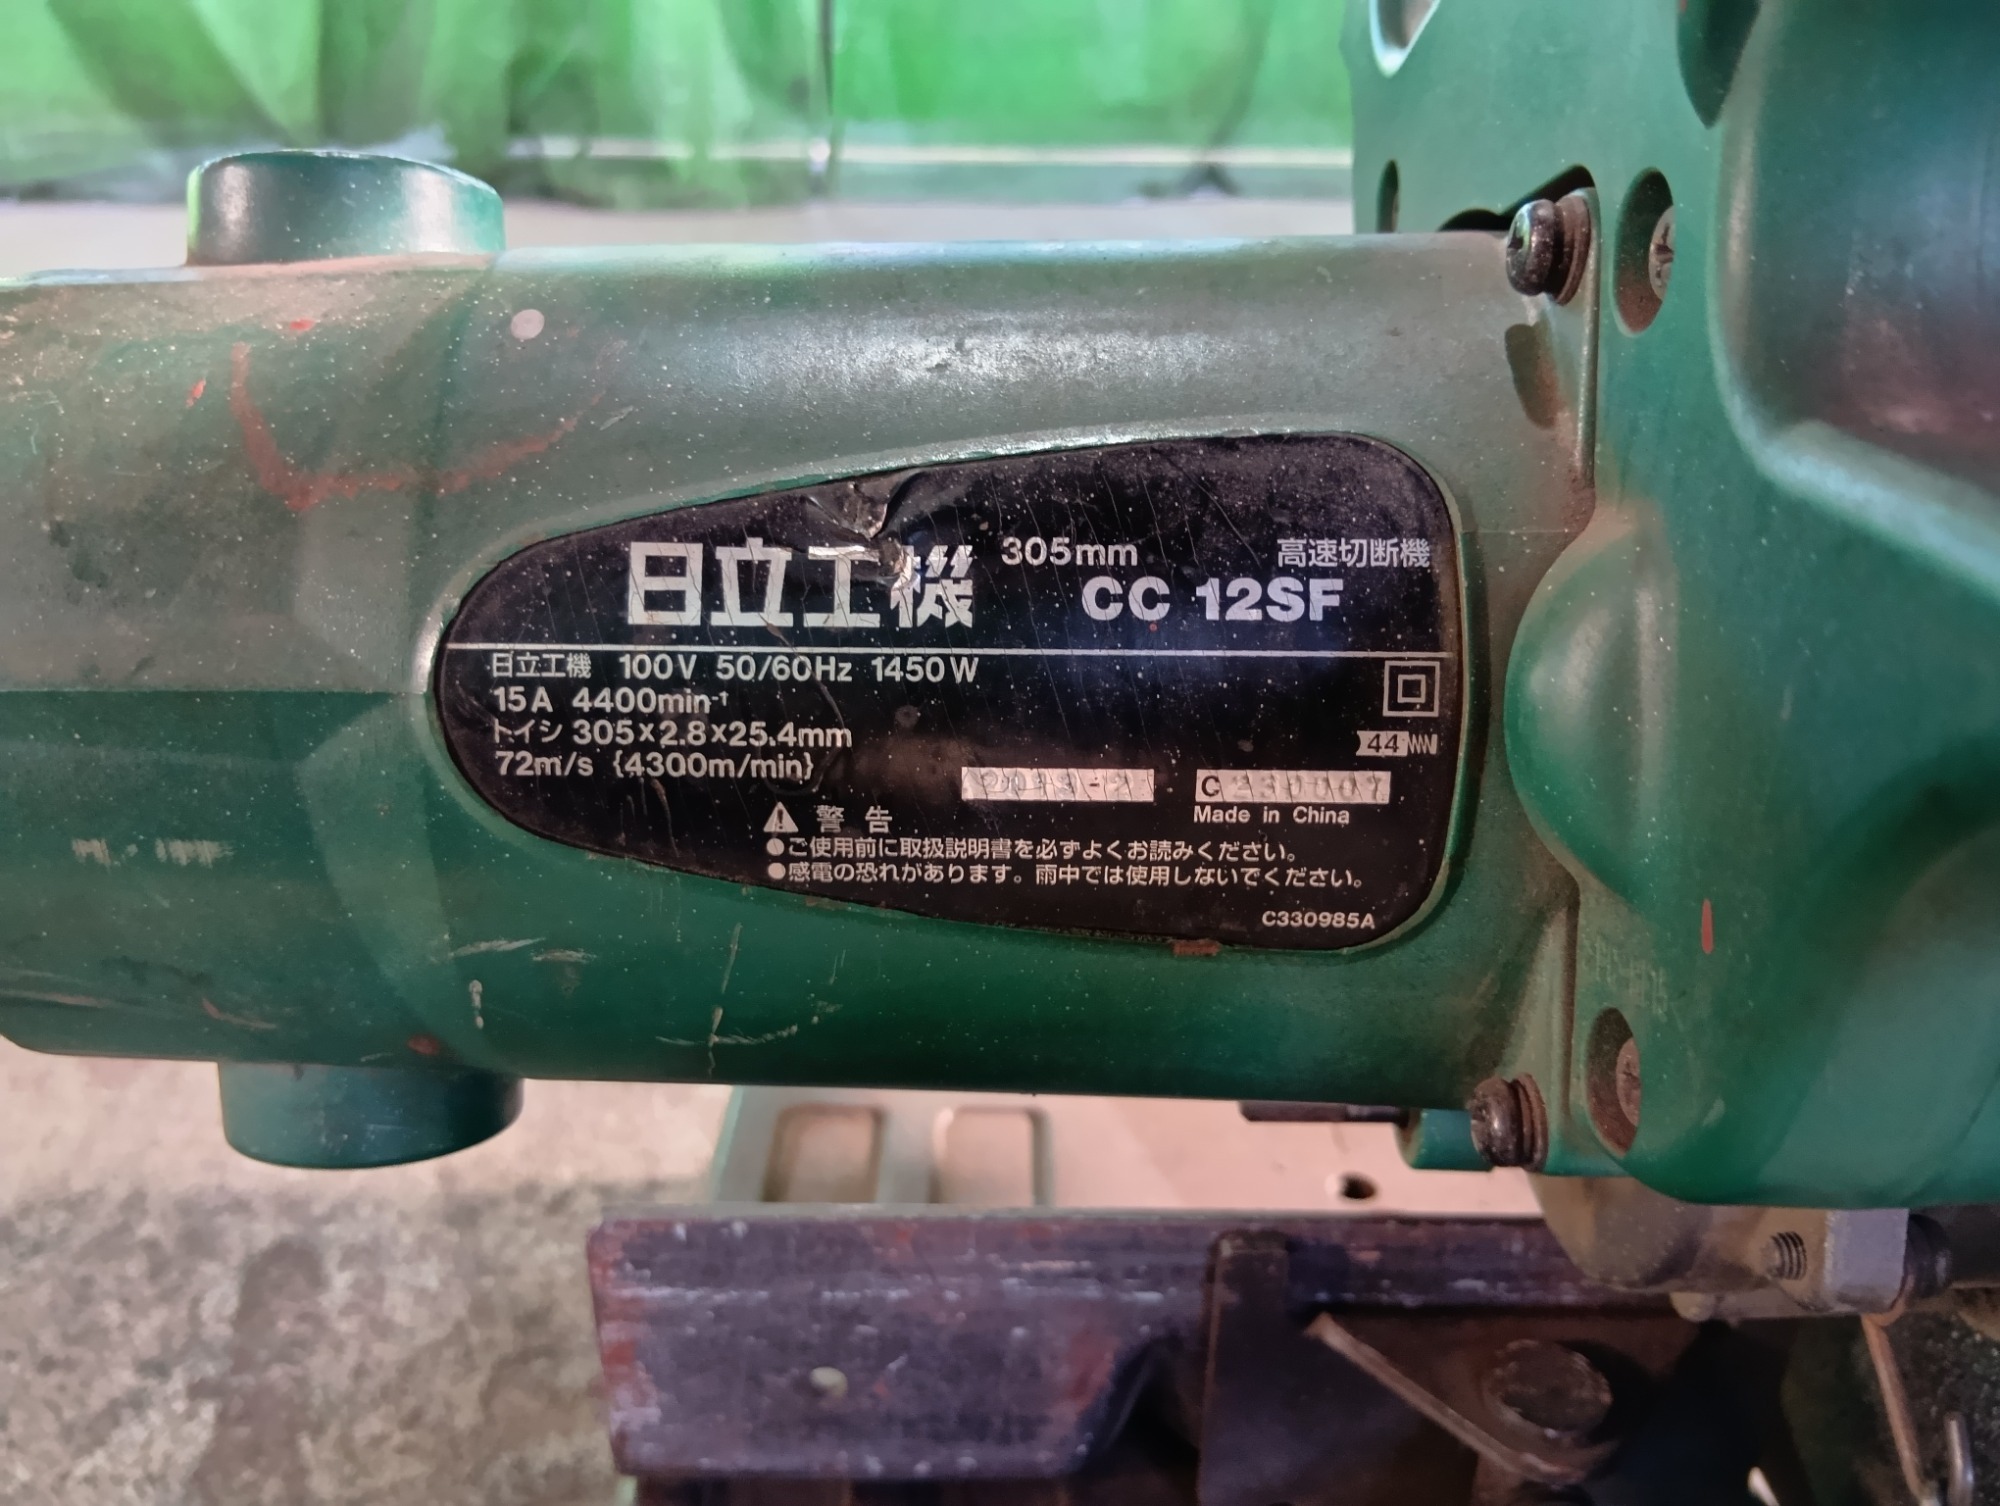 日立工機 305mm 高速切断機
CC 12SF
日立工機 100V 50/60Hz 1450W
15A 4400min⁻¹
トイシ 305×2.8×25.4mm
72m/s {4300m/min}
44
C 230007
Made in China
⚠ 警告
●ご使用前に取扱説明書を必ずよくお読みください。
●感電の恐れがあります。雨中では使用しないでください。
C330985A